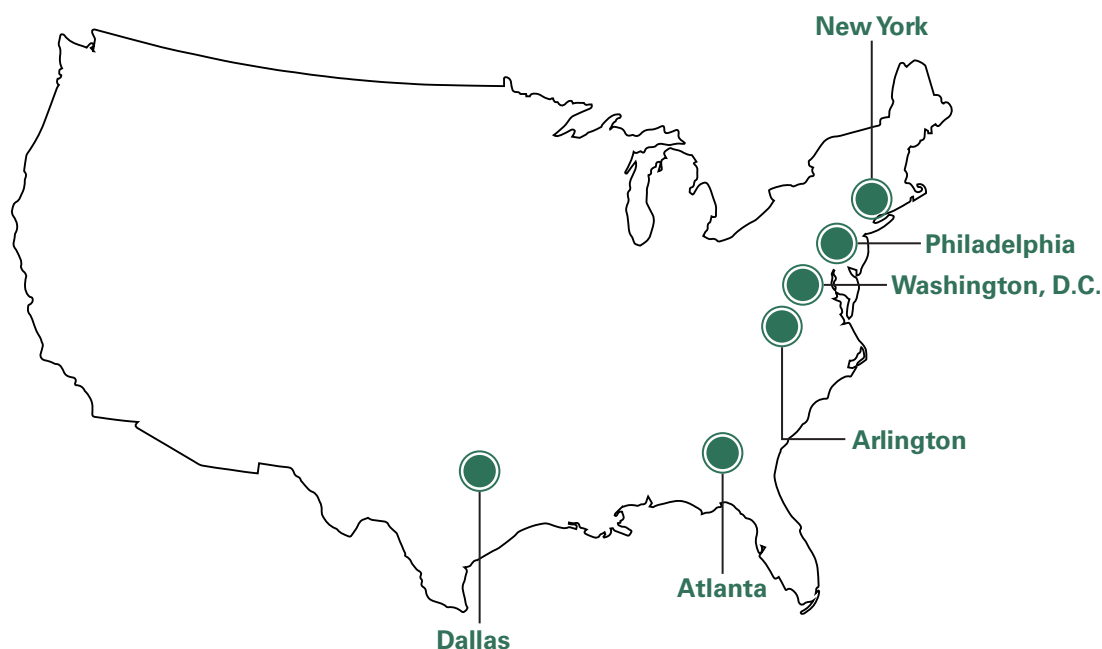 New York
Philadelphia
Washington, D.C.
Arlington
Atlanta
Dallas